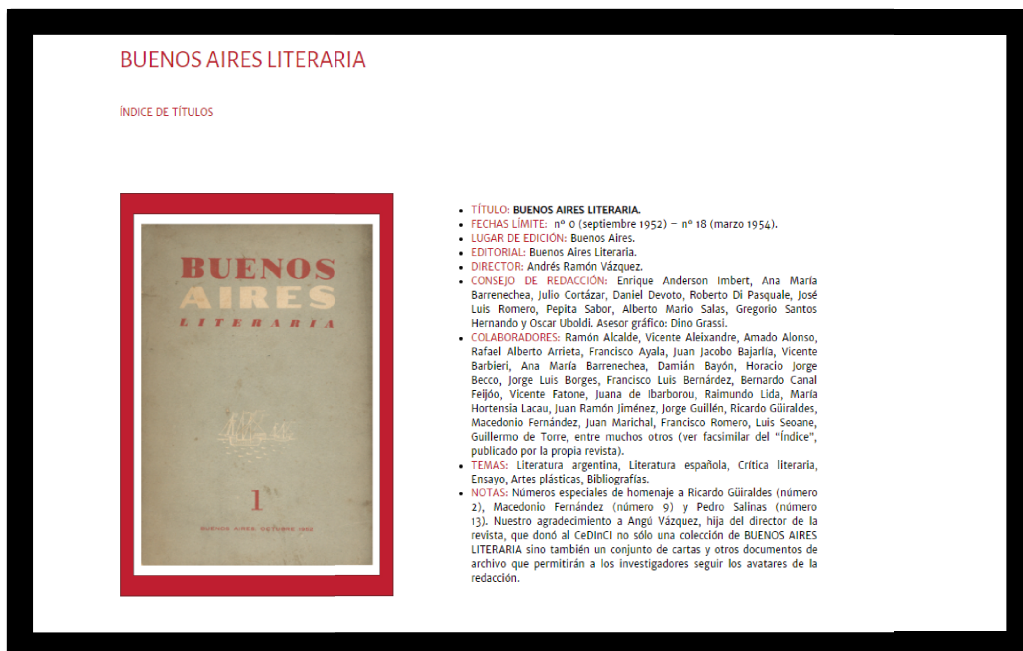 BUENOS AIRES LITERARIA
ÍNDICE DE TÍTULOS
BUENOS
AIRES
LITERARIA
1
BUENOS AIRES, OCTUBRE 1952
• TÍTULO: BUENOS AIRES LITERARIA.
• FECHAS LÍMITE: nº 0 (septiembre 1952) – nº 18 (marzo 1954).
• LUGAR DE EDICIÓN: Buenos Aires.
• EDITORIAL: Buenos Aires Literaria.
• DIRECTOR: Andrés Ramón Vázquez.
• CONSEJO DE REDACCIÓN: Enrique Anderson Imbert, Ana María
Barrenechea, Julio Cortázar, Daniel Devoto, Roberto Di Pasquale, José
Luis Romero, Pepita Sabor, Alberto Mario Salas, Gregorio Santos
Hernando y Oscar Uboldi. Asesor gráfico: Dino Grassi.
• COLABORADORES: Ramón Alcalde, Vicente Aleixandre, Amado Alonso,
Rafael Alberto Arrieta, Francisco Ayala, Juan Jacobo Bajarlía, Vicente
Barbieri, Ana María Barrenechea, Damián Bayón, Horacio Jorge
Becco, Jorge Luis Borges, Francisco Luis Bernárdez, Bernardo Canal
Feijóo, Vicente Fatone, Juana de Ibarborou, Raimundo Lida, María
Hortensia Lacau, Juan Ramón Jiménez, Jorge Guillén, Ricardo Güiraldes,
Macedonio Fernández, Juan Marichal, Francisco Romero, Luis Seoane,
Guillermo de Torre, entre muchos otros (ver facsimilar del "Índice",
publicado por la propia revista).
• TEMAS: Literatura argentina, Literatura española, Crítica literaria,
Ensayo, Artes plásticas, Bibliografías.
• NOTAS: Números especiales de homenaje a Ricardo Güiraldes (número
2), Macedonio Fernández (número 9) y Pedro Salinas (número
13). Nuestro agradecimiento a Angú Vázquez, hija del director de la
revista, que donó al CeDInCI no sólo una colección de BUENOS AIRES
LITERARIA sino también un conjunto de cartas y otros documentos de
archivo que permitirán a los investigadores seguir los avatares de la
redacción.